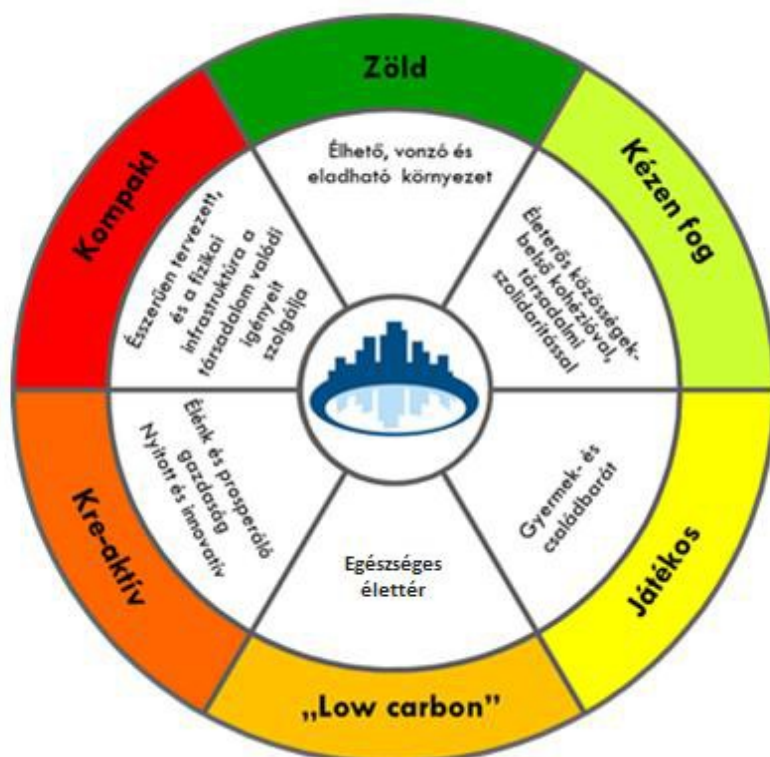 Zöld
Élhető, vonzó és
eladható környezet
Kézen fog
Életerős közösségek-
belső kohézióval,
társadalmi
szolidaritással
Játékos
Gyermek- és
családbarát
„Low carbon”
Egészséges
élettér
Kre-aktív
Élénk és prosperáló
gazdaság
Nyitott és innovatív
Kompakt
Ésszerűen tervezett,
és a fizikai
infrastruktúra a
társadalom valódi
igényeit
szolgálja